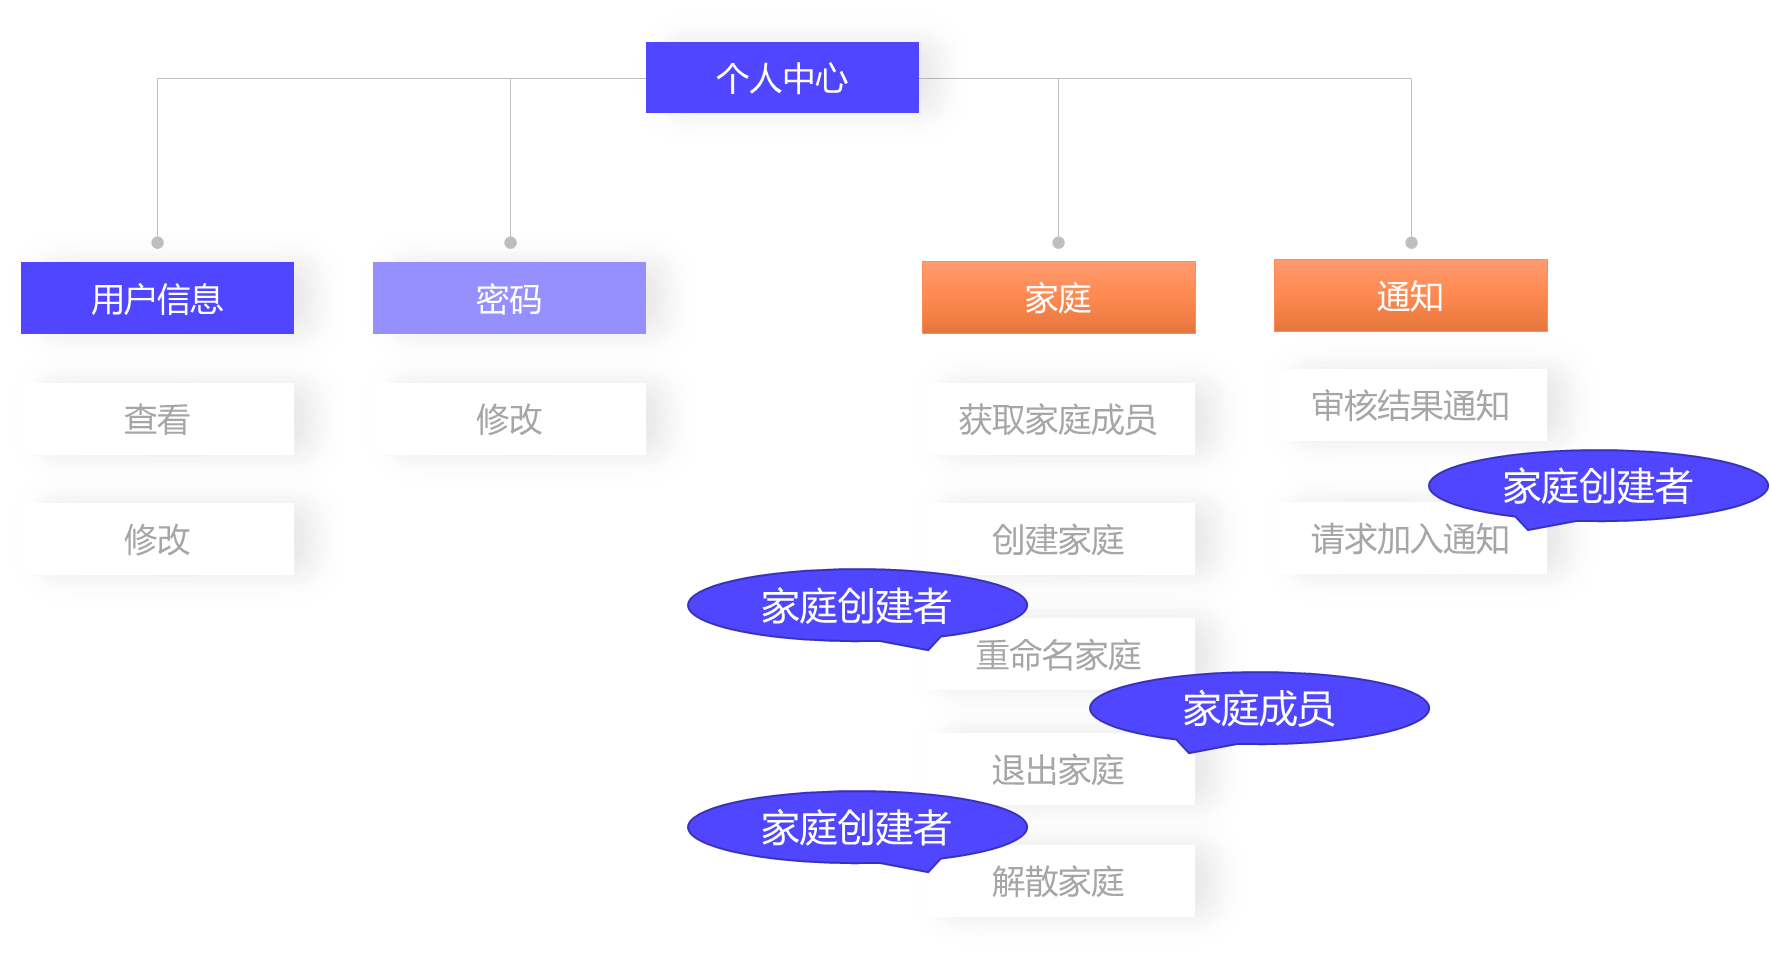 个人中心
用户信息
密码
家庭
通知
查看
修改
获取家庭成员
审核结果通知
家庭创建者
修改
创建家庭
请求加入通知
家庭创建者
重命名家庭
家庭成员
退出家庭
家庭创建者
解散家庭